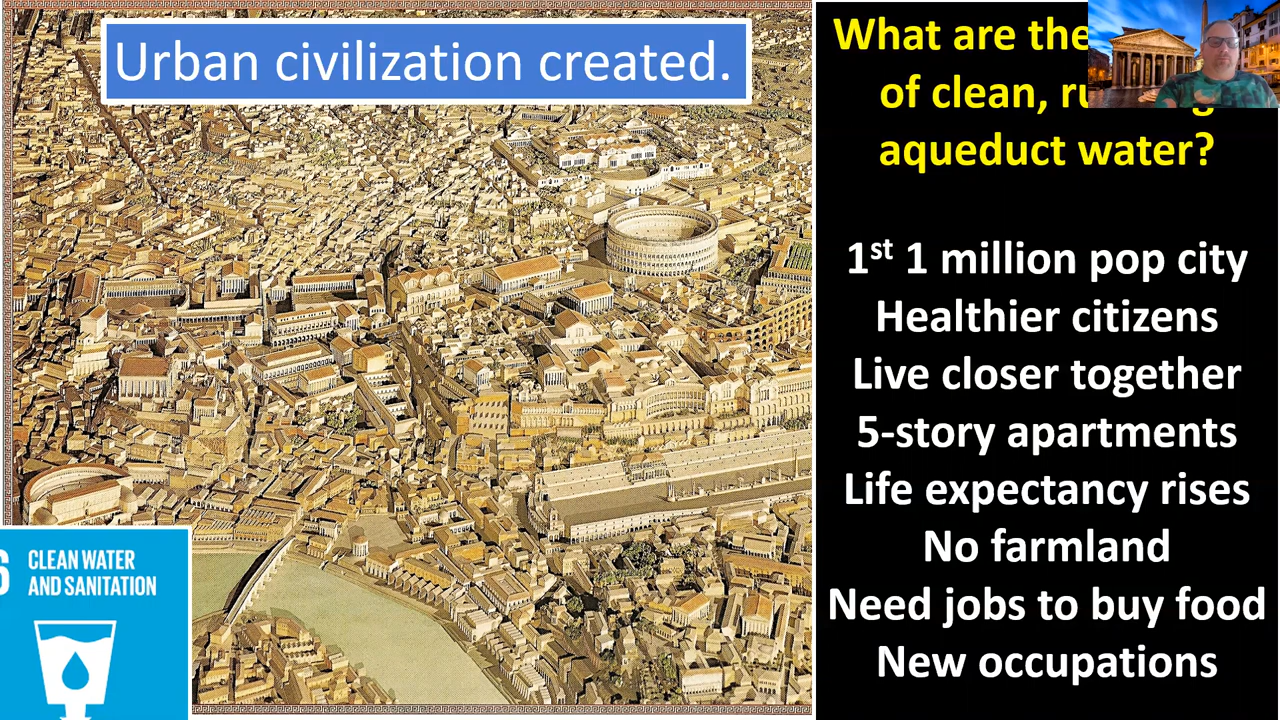 Urban civilization created.
What are the
of clean,
aqueduct water?
1st 1 million pop city
Healthier citizens
Live closer together
5-story apartments
Life expectancy rises
No farmland
Need jobs to buy food
New occupations
6 CLEAN WATER
AND SANITATION